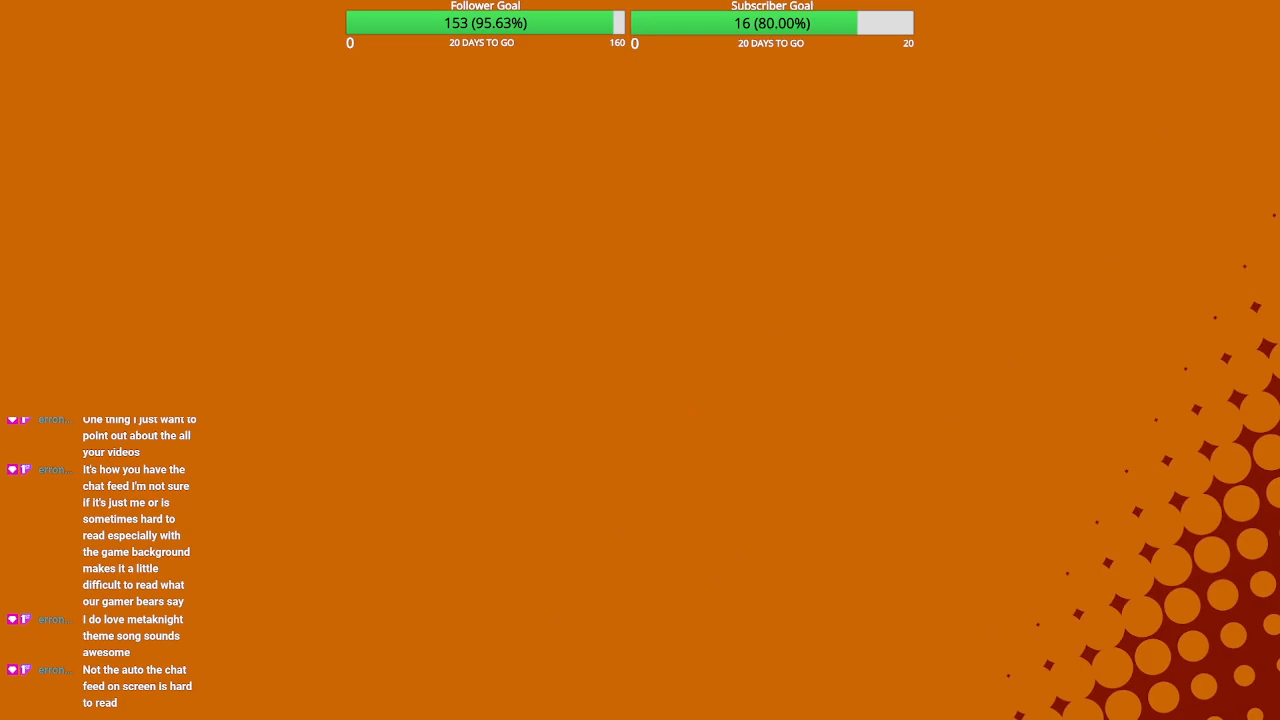 Follower Goal
153 (95.63%)
0
20 DAYS TO GO
160
Subscriber Goal
16 (80.00%)
0
20 DAYS TO GO
20
erron... One thing I just want to
point out about the all
your videos
erron... It's how you have the
chat feed I'm not sure
if it's just me or is
sometimes hard to
read especially with
the game background
makes it a little
difficult to read what
our gamer bears say
erron... I do love metaknight
theme song sounds
awesome
erron... Not the auto the chat
feed on screen is hard
to read